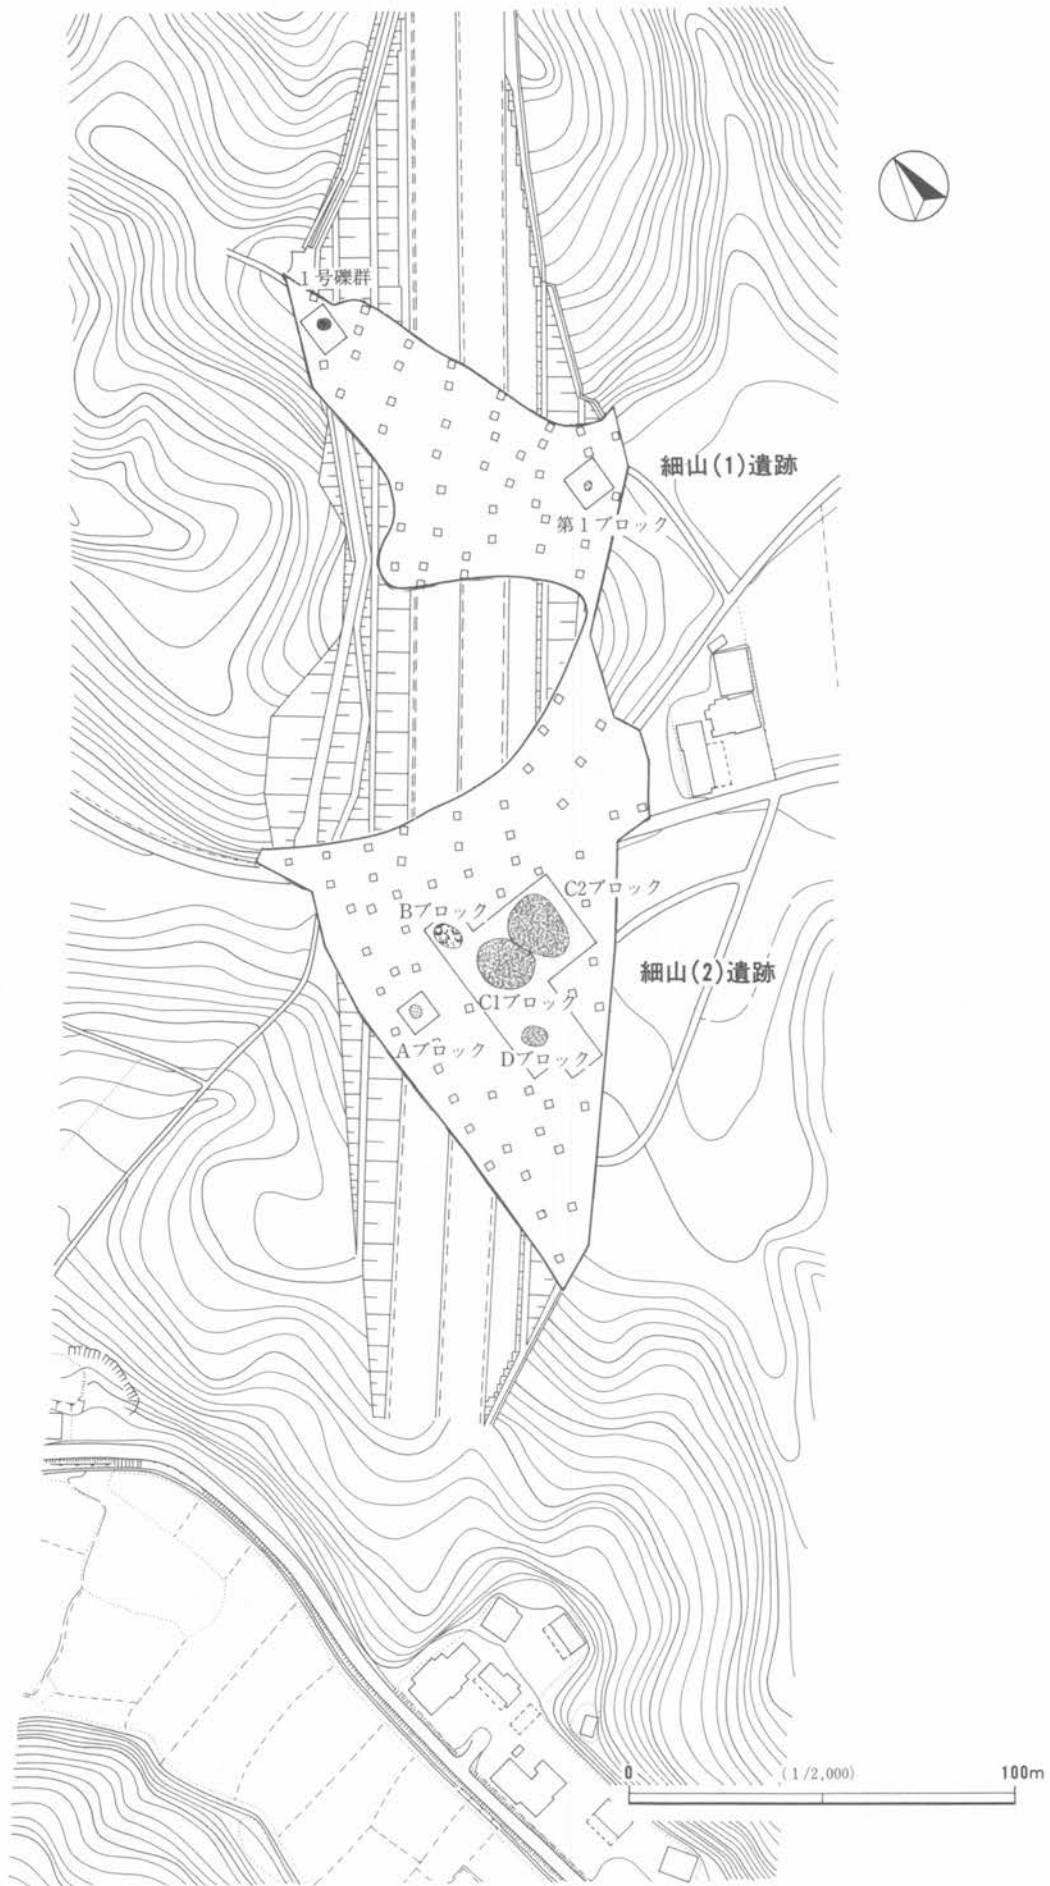 1号礫群
細山(1)遺跡
第1ブロック
C2ブロック
Bブロック
細山(2)遺跡
C1ブロック
Aブロック
Dブロック
0 (1/2,000) 100m